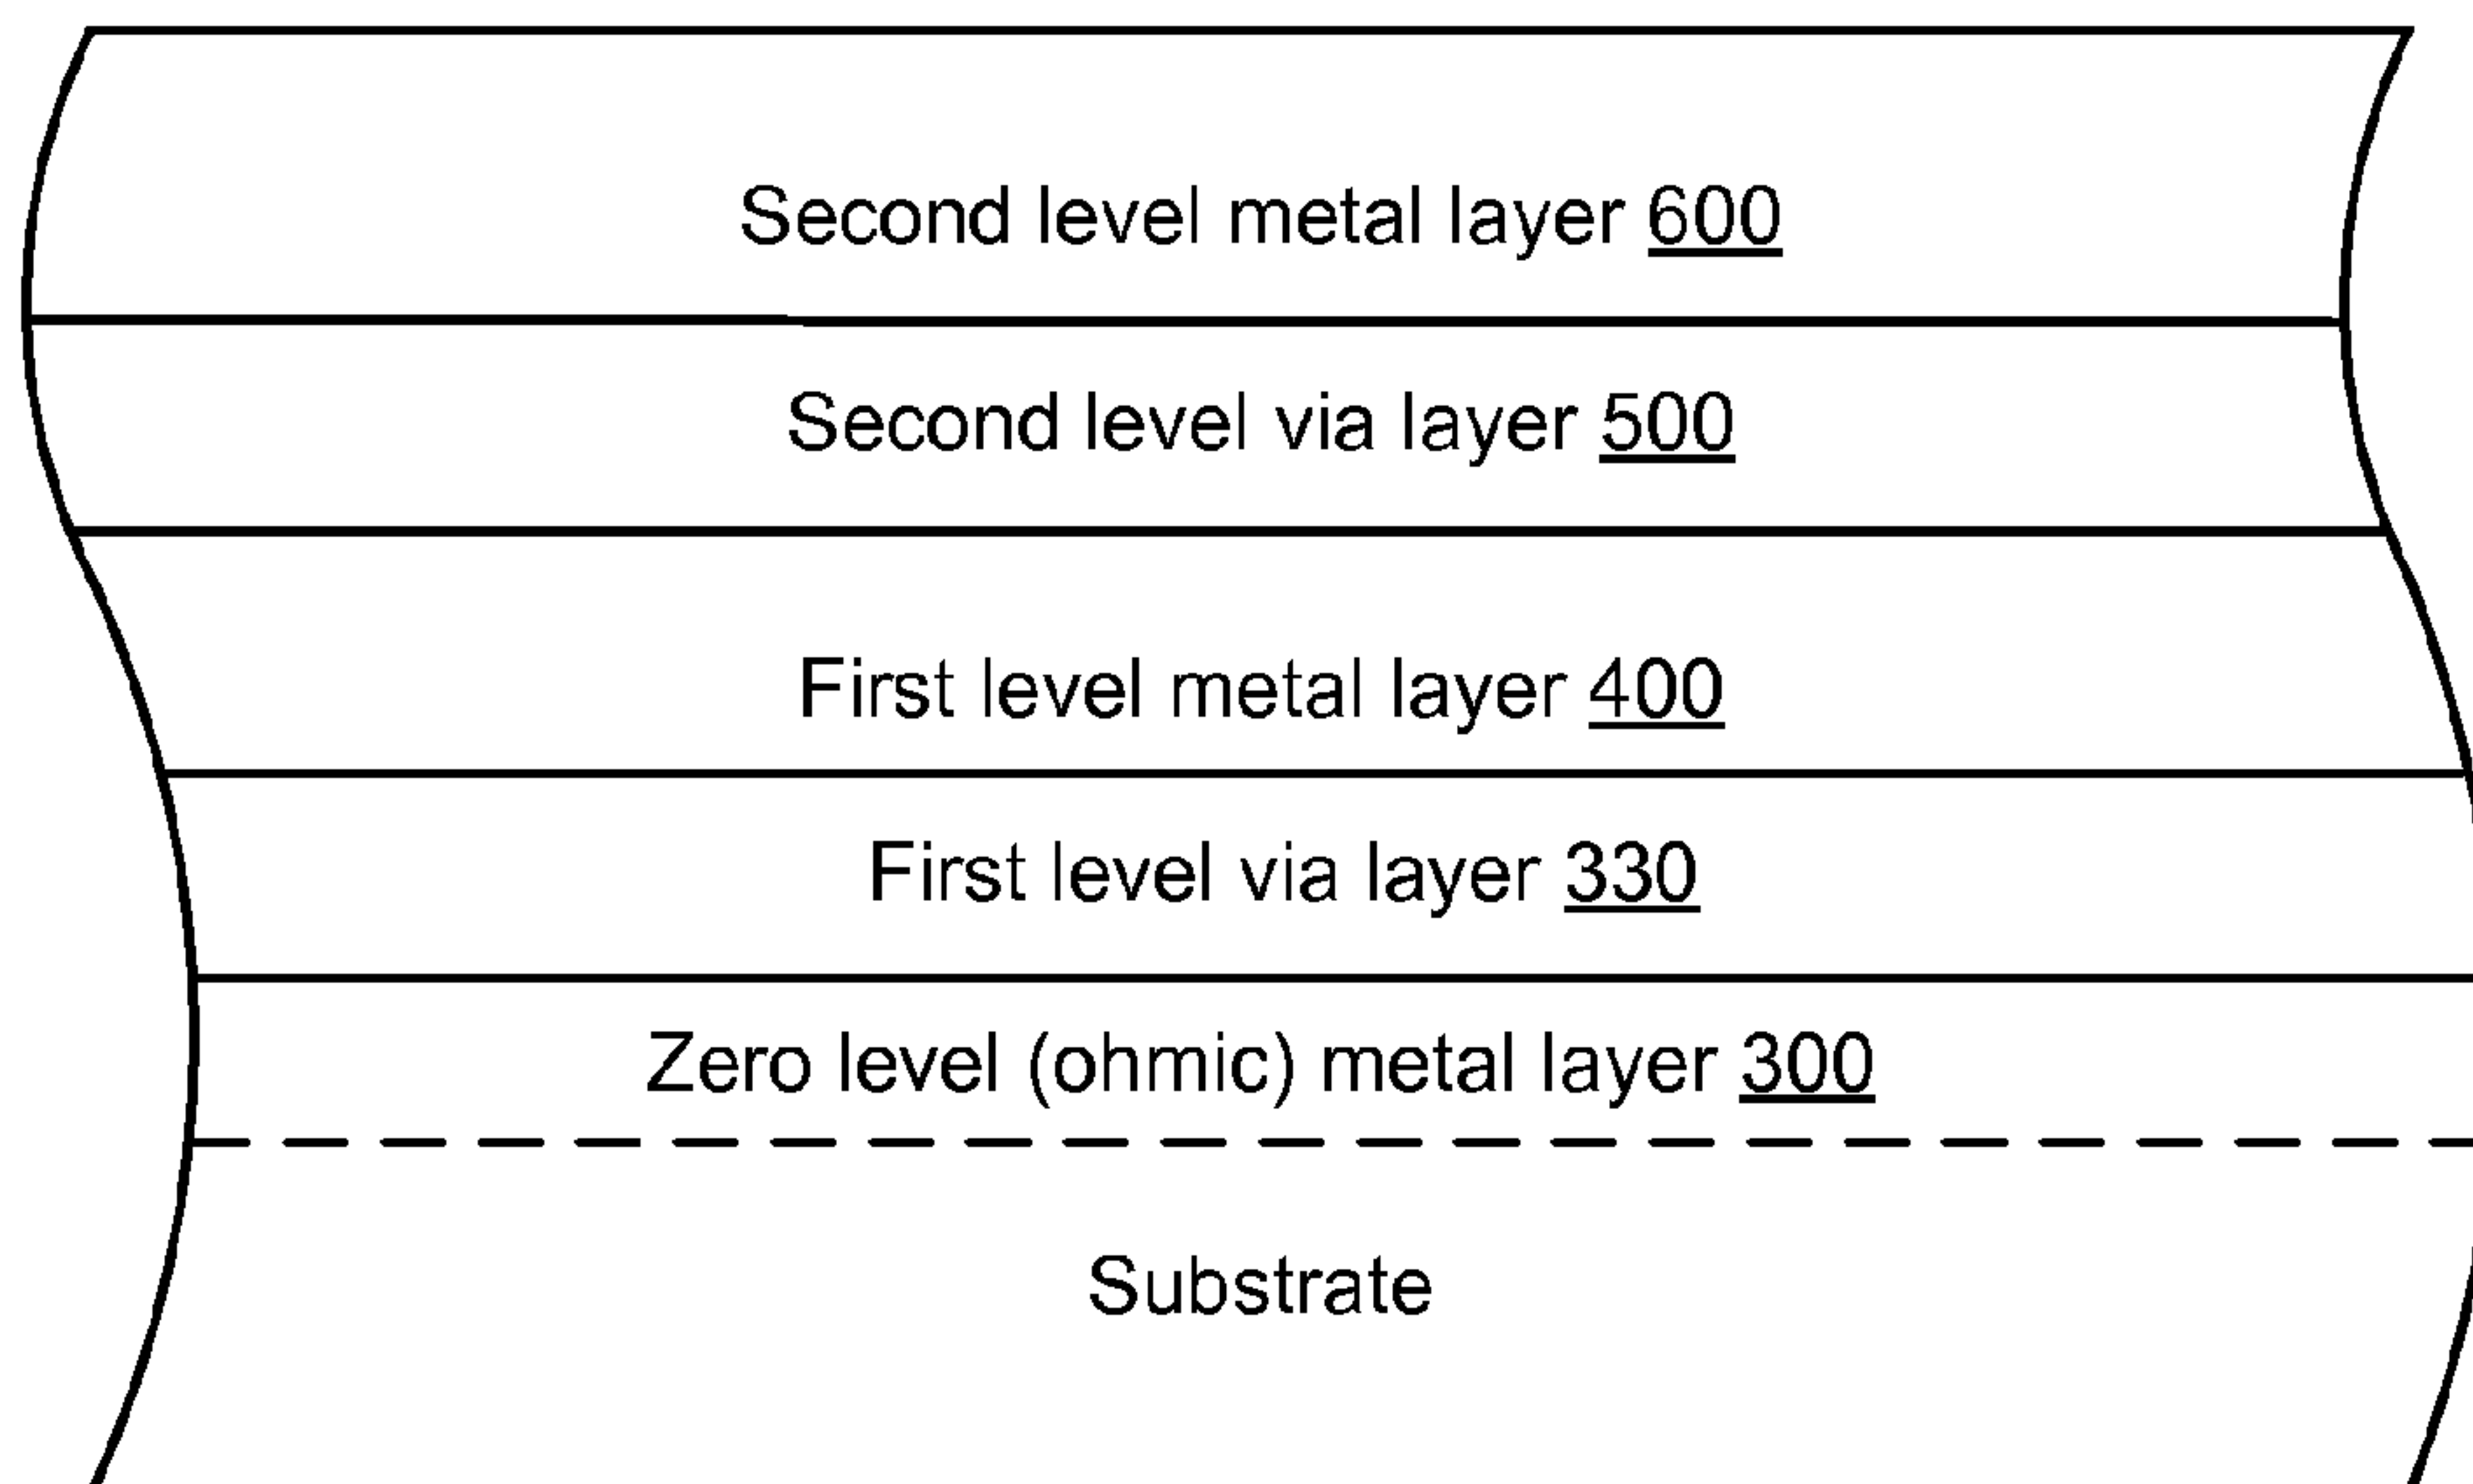 Second level metal layer 600
Second level via layer 500
First level metal layer 400
First level via layer 330
Zero level (ohmic) metal layer 300
Substrate